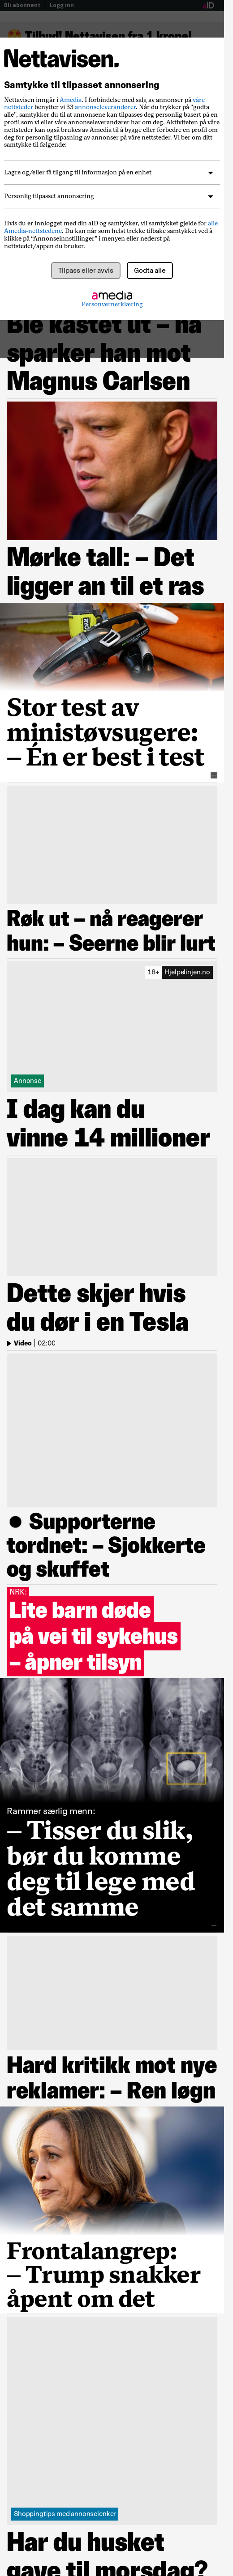 Bli abonnent | Logg inn
aID
Tilbud! Nettavisen fra 1 krone!
Nettavisen.
Samtykke til tilpasset annonsering
Nettavisen inngår i Amedia. I forbindelse med salg av annonser på våre
nettsteder benytter vi 33 annonseleverandører. Når du trykker på "godta
alle", samtykker du til at annonsene kan tilpasses deg personlig basert på en
profil med data som annonseleverandørene har om deg. Aktiviteten på våre
nettsteder kan også brukes av Amedia til å bygge eller forbedre en profil om
deg for personlig tilpasning av annonser på våre nettsteder. Vi ber om ditt
samtykke til følgende:
Lagre og/eller få tilgang til informasjon på en enhet
Personlig tilpasset annonsering
Hvis du er innlogget med din aID og samtykker, vil samtykket gjelde for alle
Amedia-nettstedene. Du kan når som helst trekke tilbake samtykket ved å
klikke på "Annonseinnstillinger" i menyen eller nederst på
nettstedet/appen du bruker.
Tilpass eller avvis
Godta alle
amedia
Personvernerklæring
Ble kastet ut – nå
sparker han mot
Magnus Carlsen
Mørke tall: – Det
ligger an til et ras
Stor test av
ministøvsugere:
– Én er best i test
Røk ut – nå reagerer
hun: – Seerne blir lurt
18+ Hjelpelinjen.no
Annonse
I dag kan du
vinne 14 millioner
Dette skjer hvis
du dør i en Tesla
Video | 02:00
Supporterne
tordnet: – Sjokkerte
og skuffet
NRK:
Lite barn døde
på vei til sykehus
– åpner tilsyn
Rammer særlig menn:
– Tisser du slik,
bør du komme
deg til lege med
det samme
Hard kritikk mot nye
reklamer: – Ren løgn
Frontalangrep:
– Trump snakker
åpent om det
Shoppingtips med annonselenker
Har du husket
gave til morsdag?